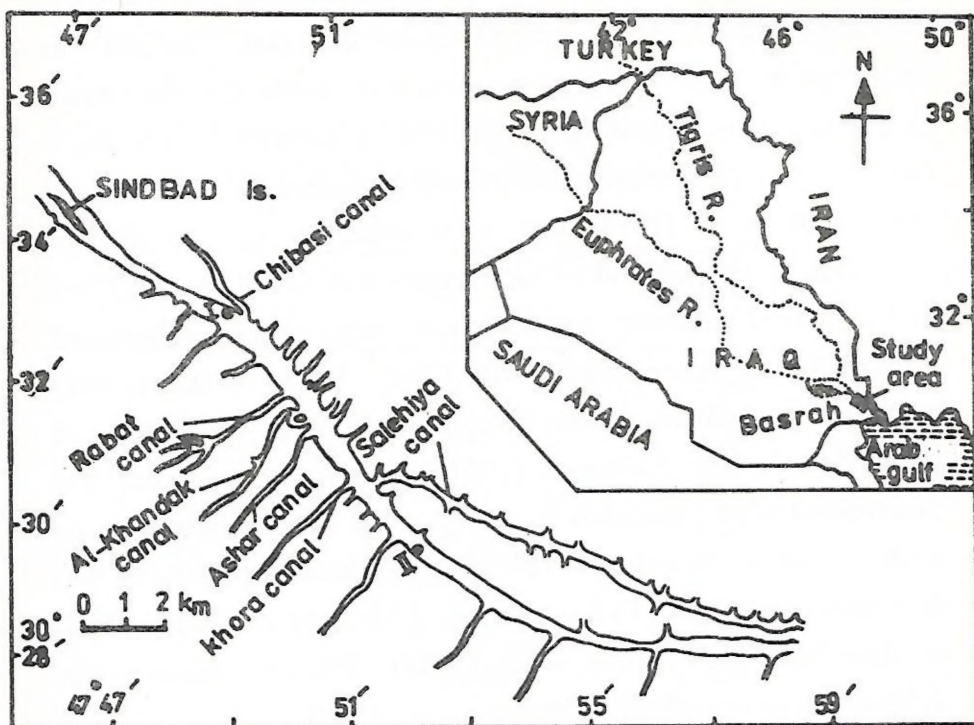 47′
51′
36′
34′
32′
30′
30°
28′
47°47′
51′
55′
59′
SINDBAD Is.
Chibasi canal
Salehiya
canal
Rabat
canal
Al-Khandak
canal
Ashar canal
khora canal
II
0 1 2 km
42°
46°
50°
36°
32°
N
TURKEY
SYRIA
Tigris R.
IRAN
Euphrates R.
IRAQ
SAUDI ARABIA
Study
area
Basrah
Arab
-gulf